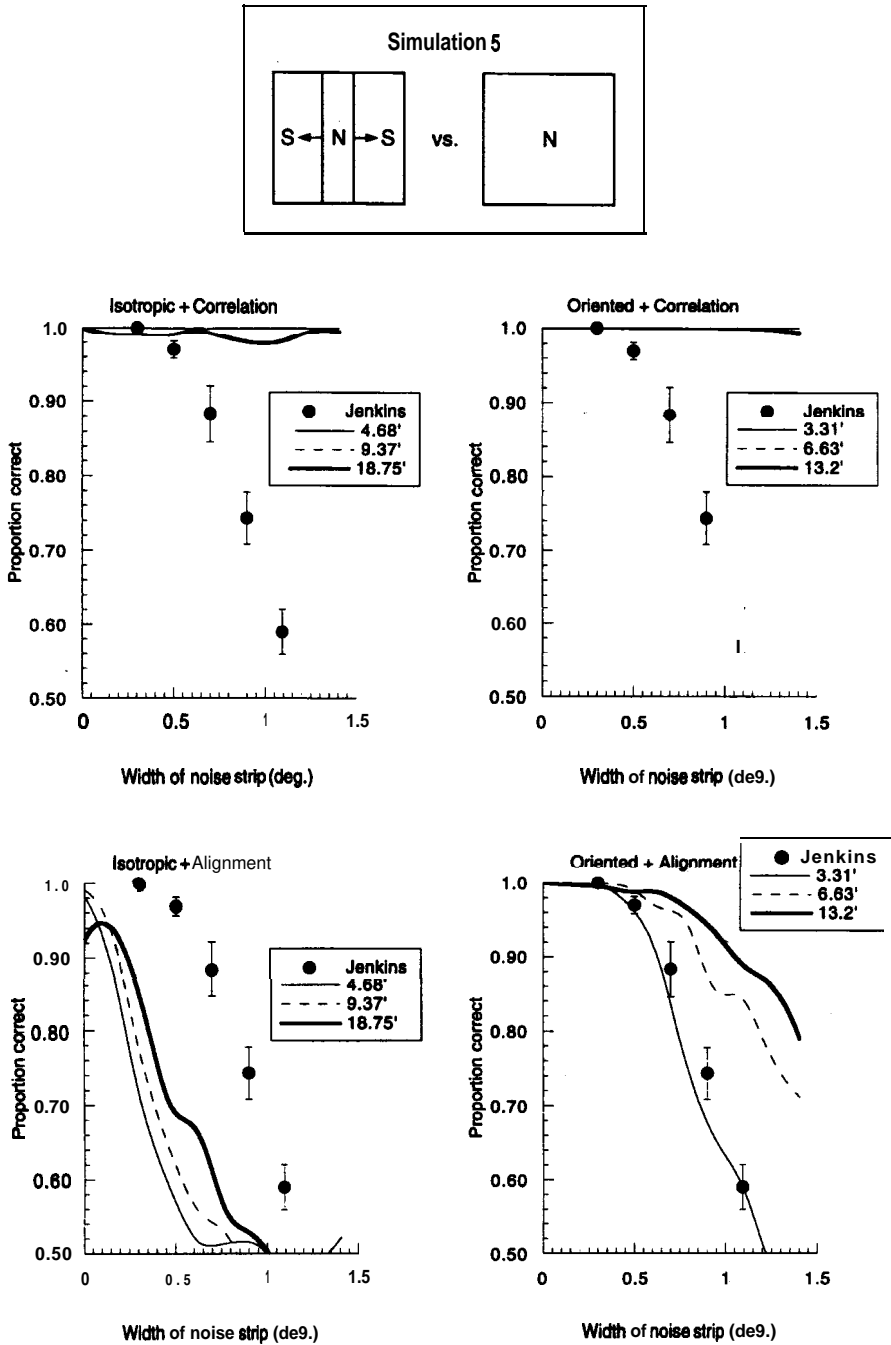 Simulation 5
S N S vs. N
Isotropic + Correlation
1.0
0.90
0.80
0.70
0.60
0.50
Proportion correct
Jenkins
4.68'
9.37'
18.75'
0 0.5 1 1.5
Width of noise strip (deg.)
Oriented + Correlation
1.0
0.90
0.80
0.70
0.60
0.50
Proportion correct
Jenkins
3.31'
6.63'
13.2'
I
0 0.5 1 1.5
Width of noise strip (de9.)
Isotropic + Alignment
1.0
0.90
0.80
0.70
0.60
0.50
Proportion correct
Jenkins
4.68'
9.37'
18.75'
0 0.5 1 1.5
Width of noise strip (de9.)
Oriented + Alignment
1.0
0.90
0.80
0.70
0.60
0.50
Proportion correct
Jenkins
3.31'
6.63'
13.2'
0 0.5 1 1.5
Width of noise strip (de9.)